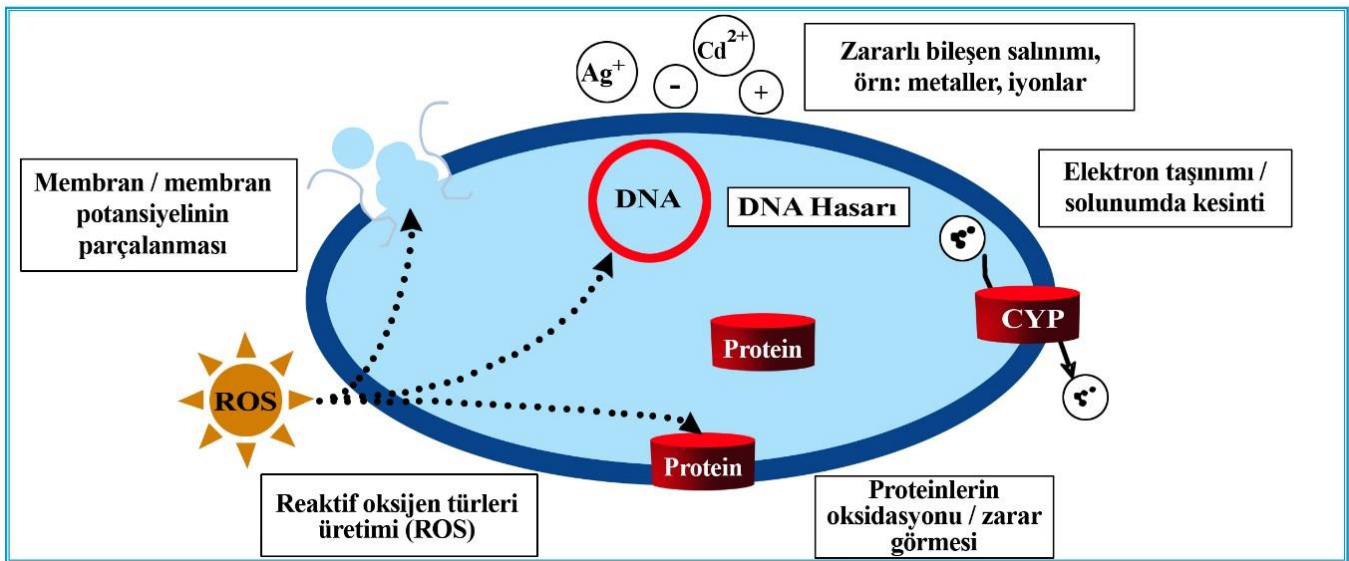 Ag+
Cd2+
-
+
Zararlı bileşen salınımı,
örn: metaller, iyonlar
Membran / membran
potansiyelinin
parçalanması
DNA
DNA Hasarı
Elektron taşınımı /
solunumda kesinti
CYP
Protein
ROS
Protein
Reaktif oksijen türleri
üretimi (ROS)
Proteinlerin
oksidasyonu / zarar
görmesi